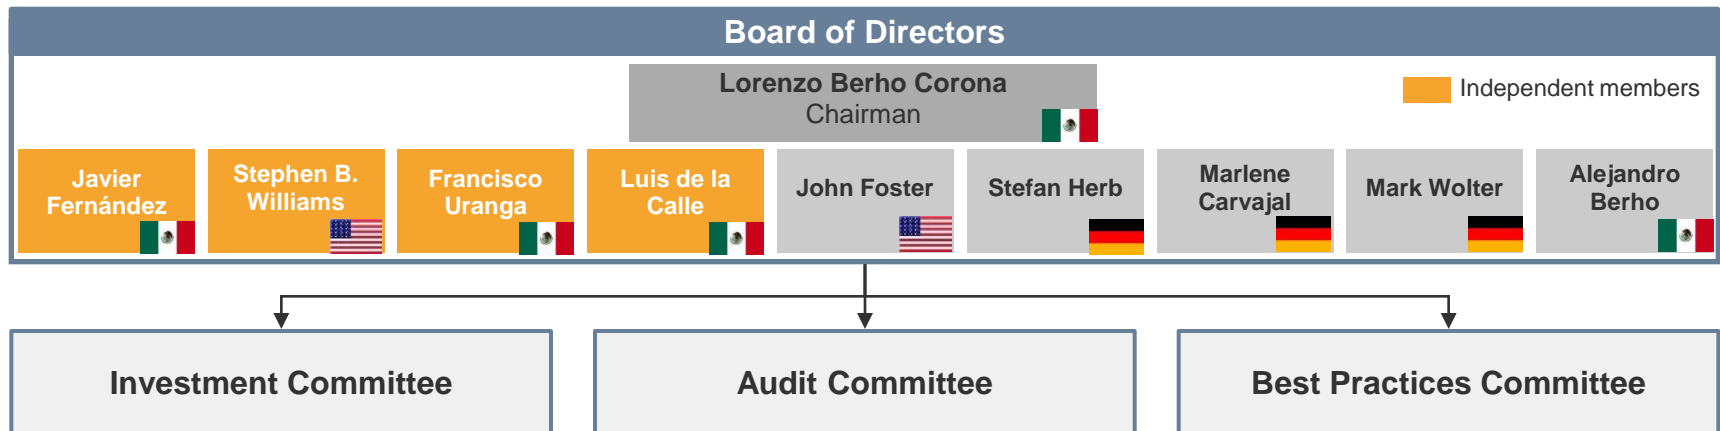 Board of Directors
Lorenzo Berho Corona
Chairman
Independent members
Javier
Fernández
Stephen B.
Williams
Francisco
Uranga
Luis de la
Calle
John Foster
Stefan Herb
Marlene
Carvajal
Mark Wolter
Alejandro
Berho
Investment Committee
Audit Committee
Best Practices Committee